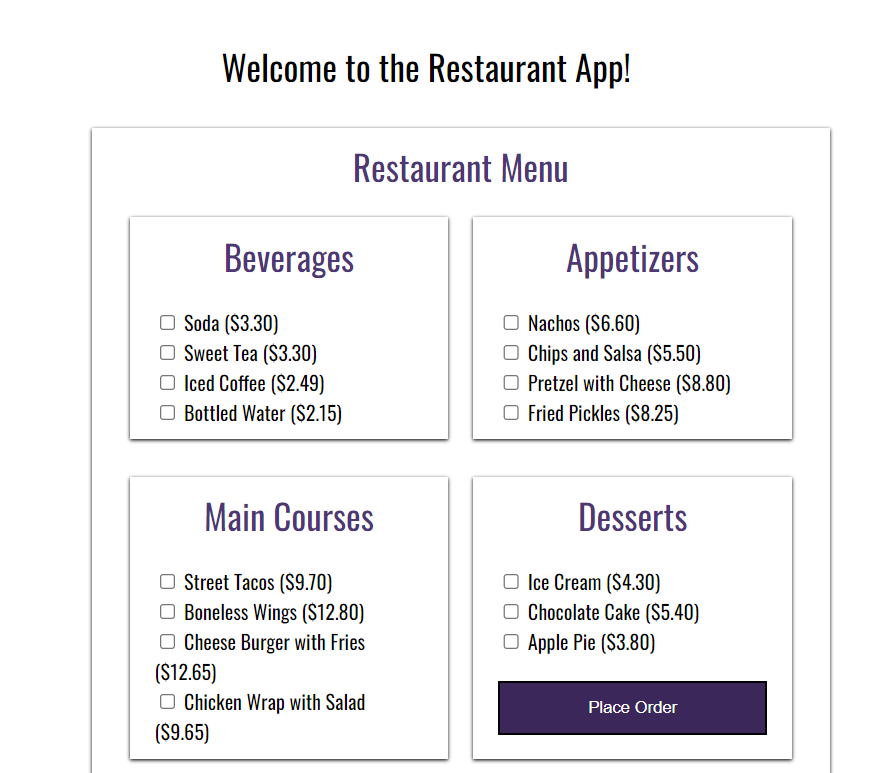 Welcome to the Restaurant App!
Restaurant Menu
Beverages
Soda ($3.30)
Sweet Tea ($3.30)
Iced Coffee ($2.49)
Bottled Water ($2.15)
Appetizers
Nachos ($6.60)
Chips and Salsa ($5.50)
Pretzel with Cheese ($8.80)
Fried Pickles ($8.25)
Main Courses
Street Tacos ($9.70)
Boneless Wings ($12.80)
Cheese Burger with Fries
($12.65)
Chicken Wrap with Salad
($9.65)
Desserts
Ice Cream ($4.30)
Chocolate Cake ($5.40)
Apple Pie ($3.80)
Place Order